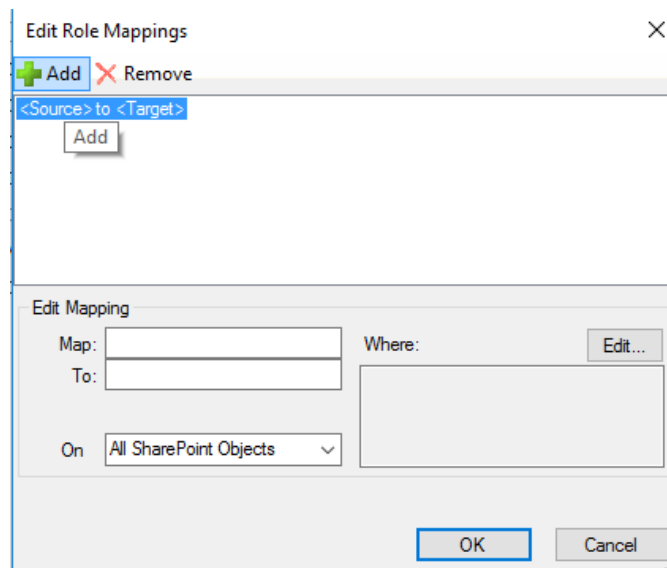 Edit Role Mappings
Add Remove
<Source> to <Target>
Add
Edit Mapping
Map:
Where:
Edit...
To:
On All SharePoint Objects
OK Cancel